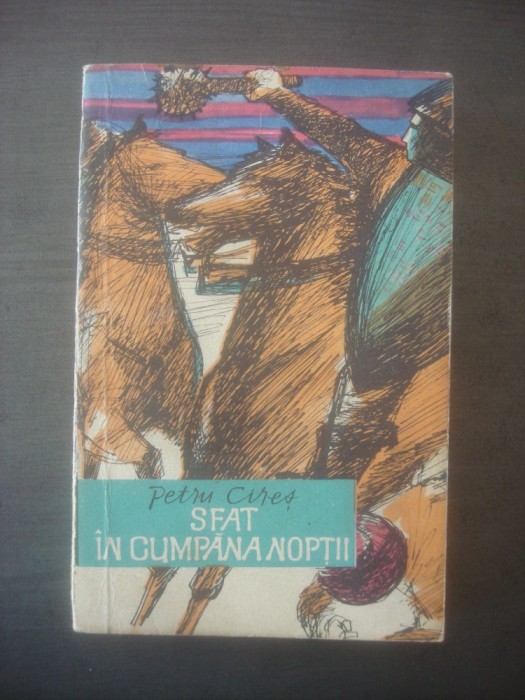 Petru Cireș
SFAT
ÎN CUMPĂNA NOPȚII